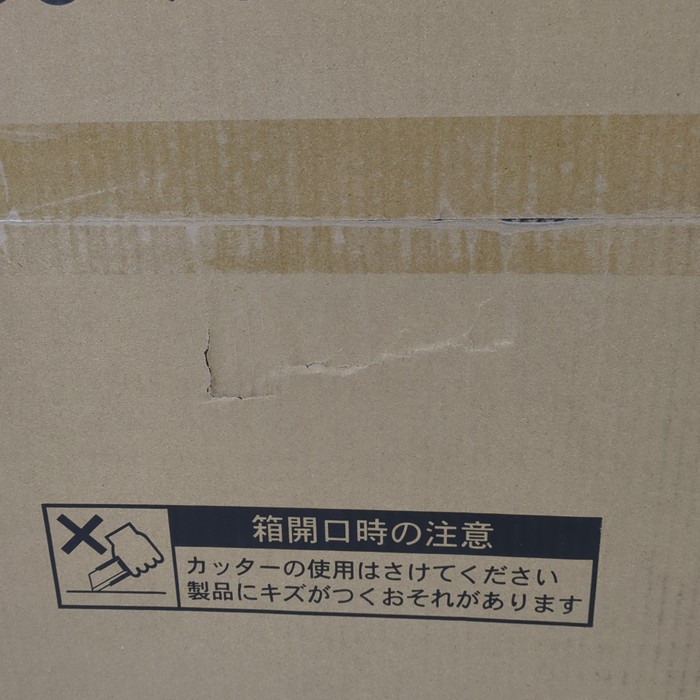 箱開口時の注意
カッターの使用はさけてください
製品にキズがつくおそれがあります